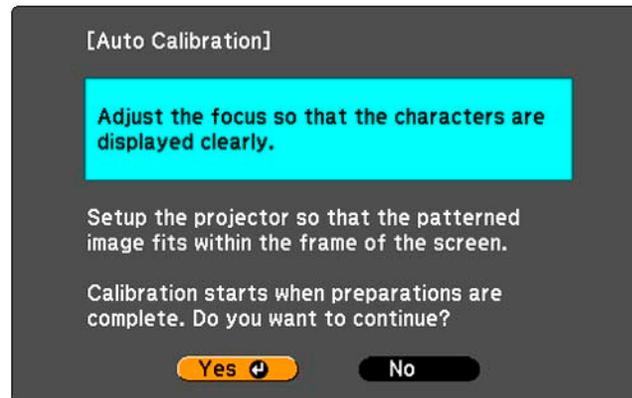 [Auto Calibration]
Adjust the focus so that the characters are
displayed clearly.
Setup the projector so that the patterned
image fits within the frame of the screen.
Calibration starts when preparations are
complete. Do you want to continue?
Yes No